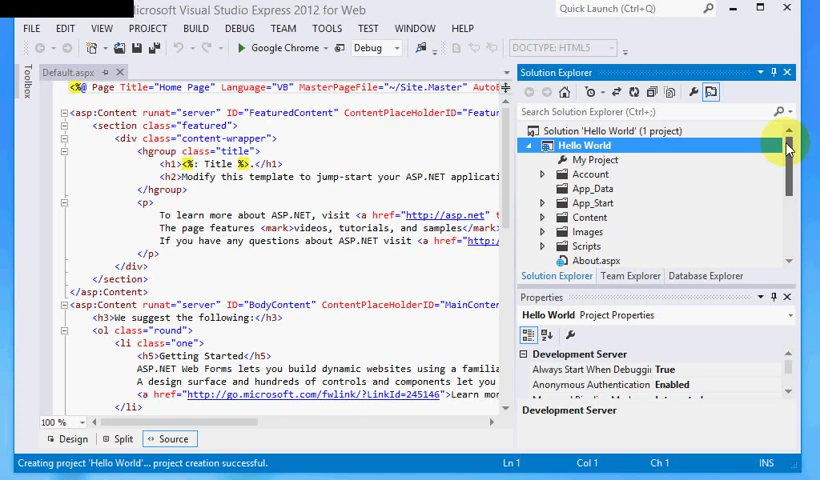 Microsoft Visual Studio Express 2012 for Web
Quick Launch (Ctrl+Q)
FILE EDIT VIEW PROJECT BUILD DEBUG TEAM TOOLS TEST WINDOW HELP
Google Chrome Debug DOCTYPE: HTML5
Toolbox
Default.aspx
<%@ Page Title="Home Page" Language="VB" MasterPageFile="~/Site.Master"
<asp:Content runat="server" ID="FeaturedContent" ContentPlaceHolderID="Featur
<section class="featured">
<div class="content-wrapper">
<hgroup class="title">
<h1><%: Title %>.</h1>
<h2>Modify this template to jump-start your ASP.NET applicati
</hgroup>
<p>
To learn more about ASP.NET, visit <a href="http://asp.net" t
The page features <mark>videos, tutorials, and samples</mark>
If you have any questions about ASP.NET visit <a href="http:/
</p>
</div>
</section>
</asp:Content>
<asp:Content runat="server" ID="BodyContent" ContentPlaceHolderID="MainConten
<h3>We suggest the following:</h3>
<ol class="round">
<li class="one">
<h5>Getting Started</h5>
ASP.NET Web Forms lets you build dynamic websites using a familia
A design surface and hundreds of controls and components let you
<a href="http://go.microsoft.com/fwlink/?LinkId=245146">Learn mor
</li>
100 %
Design Split Source
Solution Explorer
Search Solution Explorer (Ctrl+;)
Solution 'Hello World' (1 project)
Hello World
My Project
Account
App_Data
App_Start
Content
Images
Scripts
About.aspx
Solution Explorer Team Explorer Database Explorer
Properties
Hello World Project Properties
Development Server
Always Start When Debuggin True
Anonymous Authentication Enabled
Development Server
Creating project 'Hello World'... project creation successful.
Ln 1 Col 1 Ch 1 INS